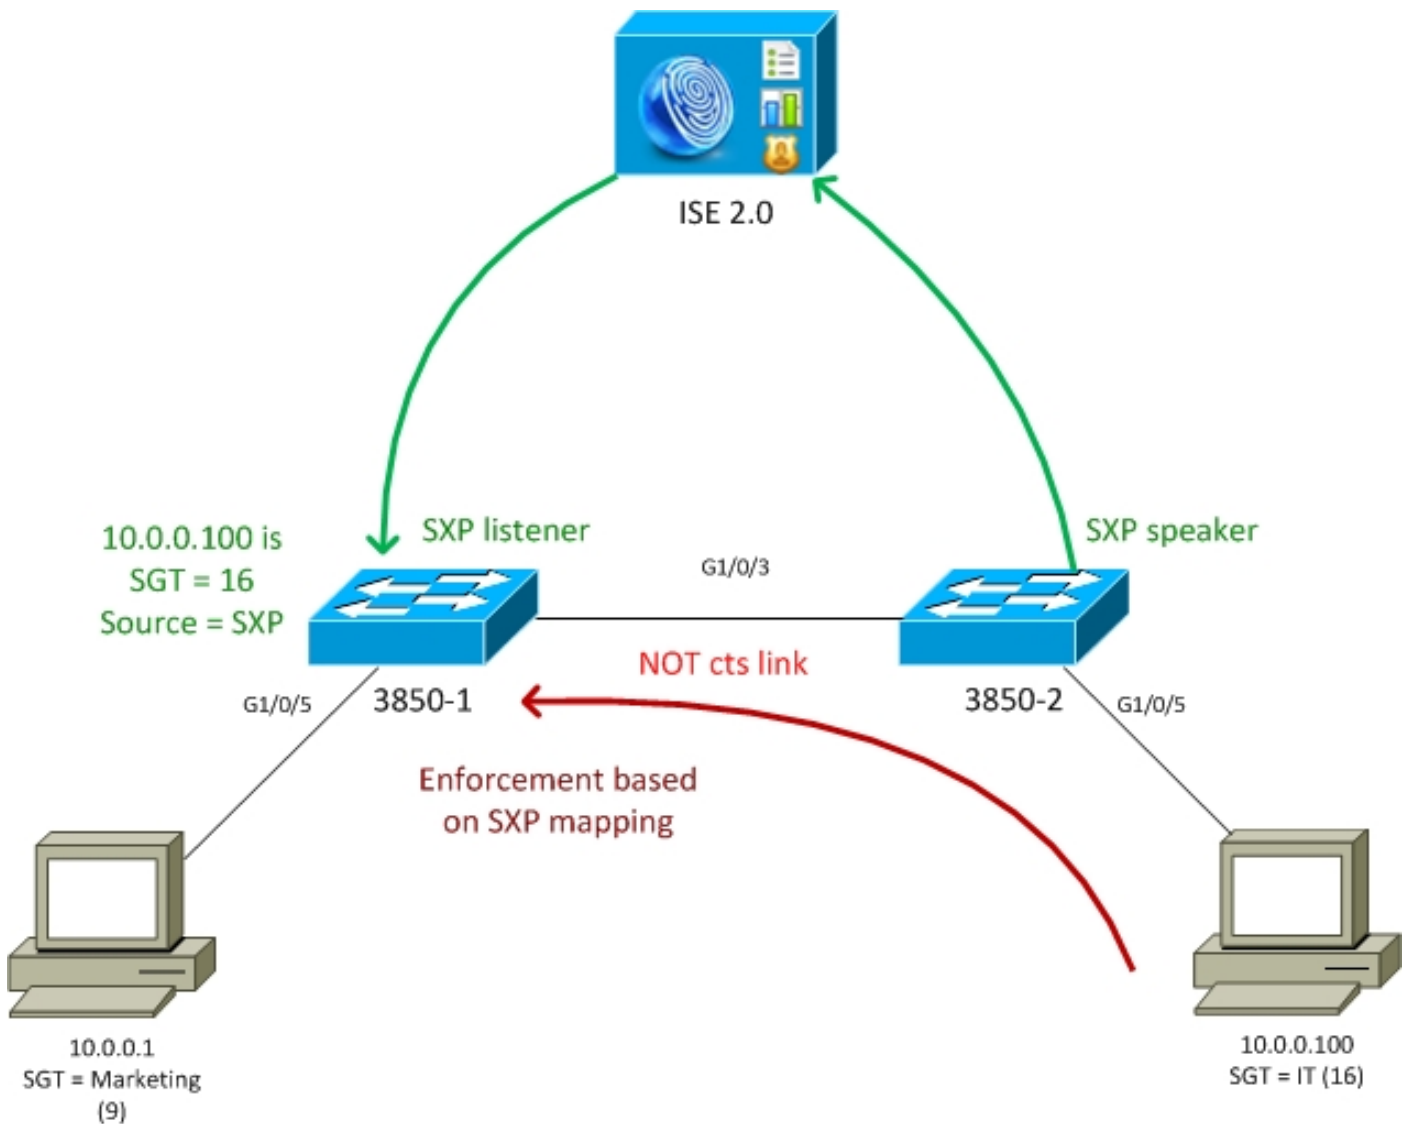 ISE 2.0
SXP listener
SXP speaker
10.0.0.100 is
SGT = 16
Source = SXP
G1/0/3
NOT cts link
G1/0/5
3850-1
3850-2
G1/0/5
Enforcement based
on SXP mapping
10.0.0.1
SGT = Marketing
(9)
10.0.0.100
SGT = IT (16)